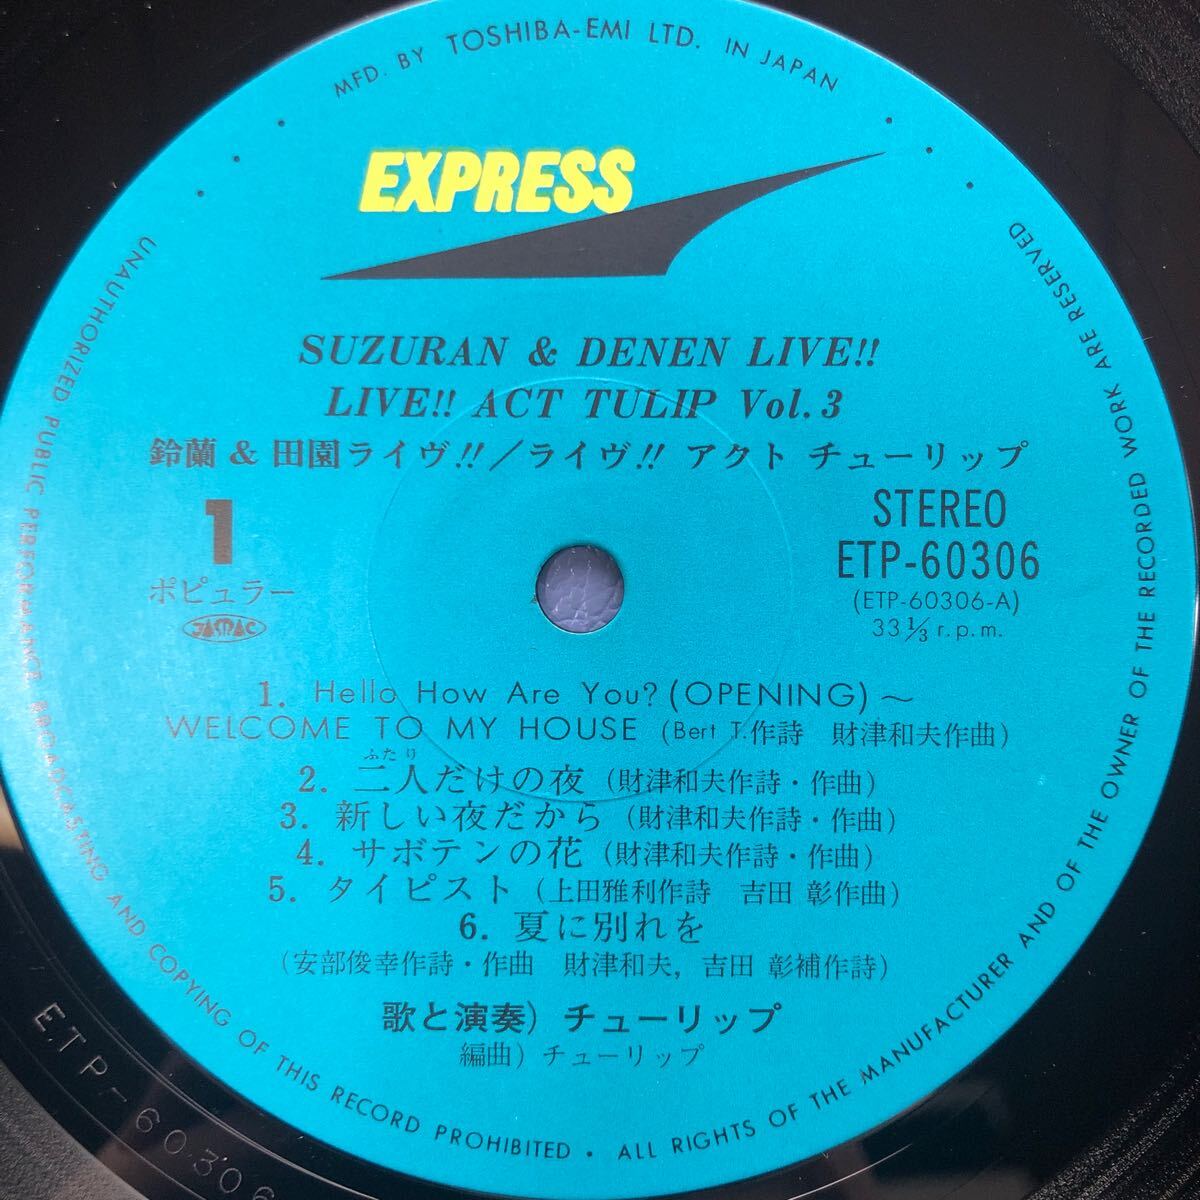 MFD. BY TOSHIBA-EMI LTD. IN JAPAN
EXPRESS
SUZURAN & DENEN LIVE!!
LIVE!! ACT TULIP Vol. 3
鈴蘭 & 田園ライヴ!!/ライヴ!! アクト チューリップ
1
ポピュラー
JASRAC
STEREO
ETP-60306
(ETP-60306-A)
33 1/3 r.p.m.
1. Hello How Are You? (OPENING)~
WELCOME TO MY HOUSE (Bert T.作詩 財津和夫作曲)
ふたり
2. 二人だけの夜 (財津和夫作詩・作曲)
3. 新しい夜だから (財津和夫作詩・作曲)
4. サボテンの花 (財津和夫作詩・作曲)
5. タイピスト (上田雅利作詩 吉田 彰作曲)
6. 夏に別れを
(安部俊幸作詩・作曲 財津和夫, 吉田 彰補作詩)
歌と演奏) チューリップ
編曲) チューリップ
UNAUTHORIZED PUBLIC PERFORMANCE BROADCASTING AND COPYING OF THIS RECORD PROHIBITED • ALL RIGHTS OF THE MANUFACTURER AND OF THE OWNER OF THE RECORDED WORK ARE RESERVED
ETP-60306